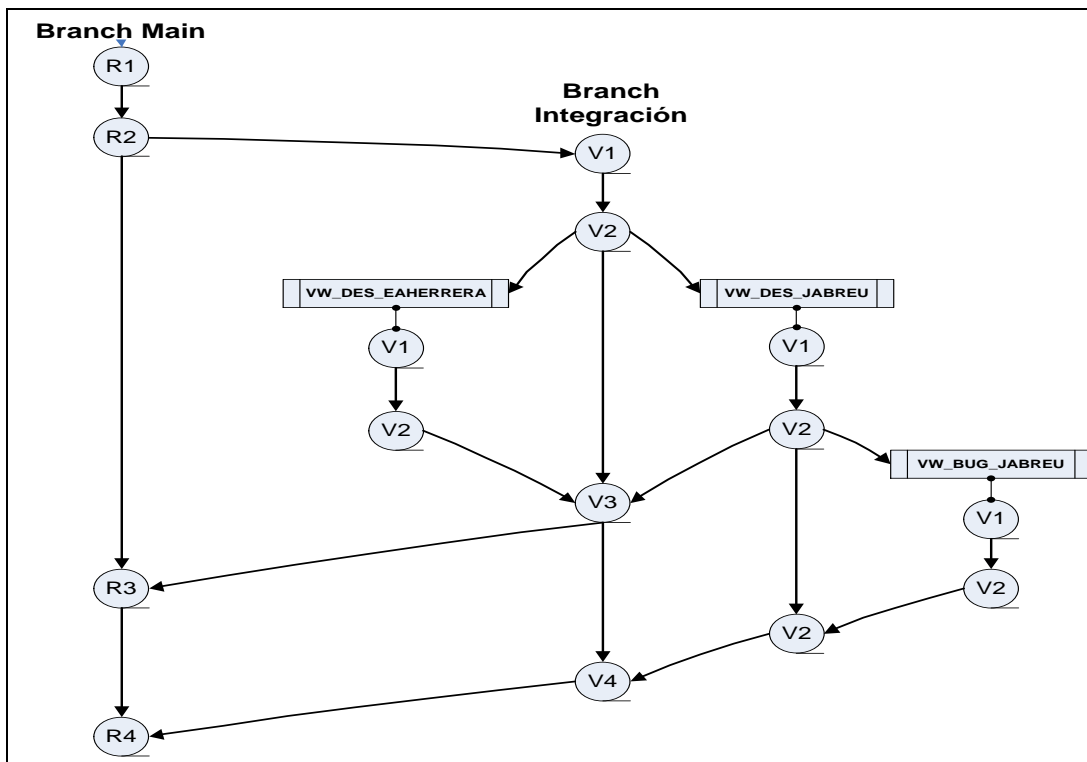 Branch Main
R1
Branch
Integración
R2
V1
V2
VW_DES_EAHERRERA
VW_DES_JABREU
V1
V1
V2
V2
VW_BUG_JABREU
V3
V1
R3
V2
V2
V4
R4